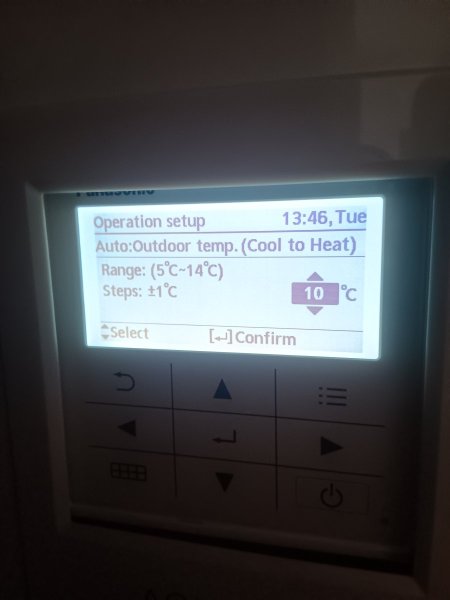 Panasonic
Operation setup 13:46,Tue
Auto:Outdoor temp.(Cool to Heat)
Range: (5°C~14°C)
Steps: ±1°C
10 °C
Select [↵]Confirm